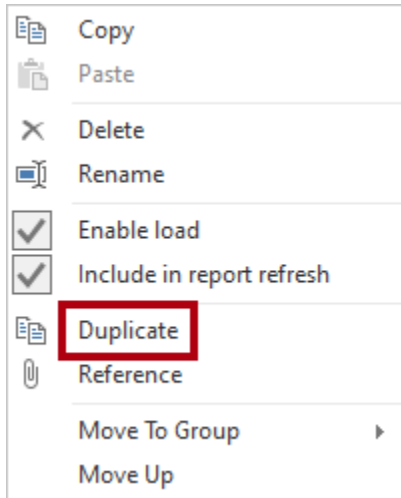 Copy
Paste
Delete
Rename
Enable load
Include in report refresh
Duplicate
Reference
Move To Group
Move Up